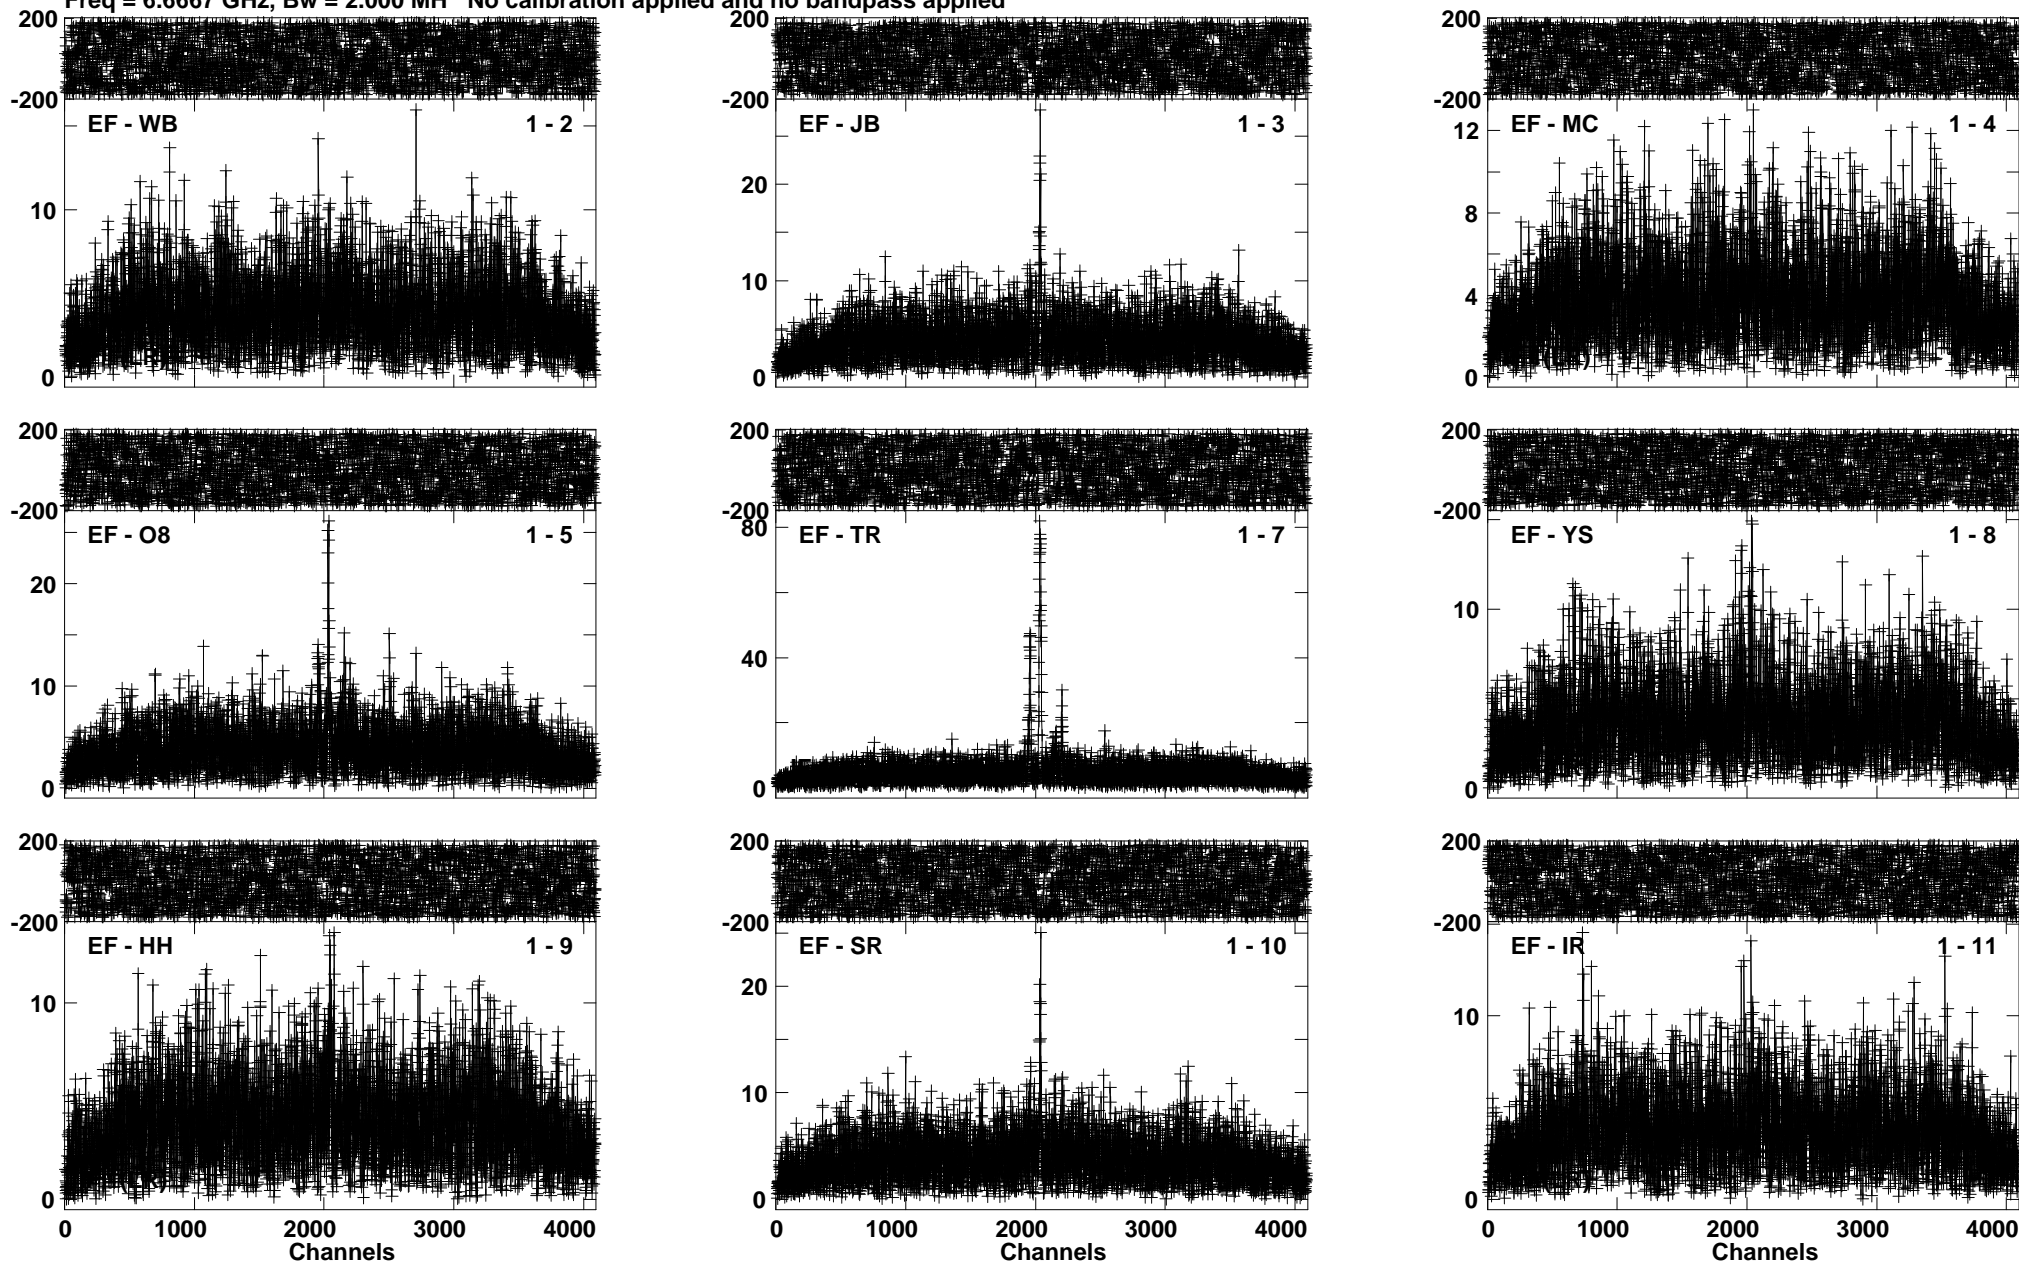 Freq = 6.6667 GHz, Bw = 2.000 MH No calibration applied and no bandpass applied
200 200 200
-200 -200 -200
EF - WB 1 - 2 EF - JB 1 - 3 EF - MC 1 - 4
12
20
10 8
10
4
0 0 0
200 200 200
-200 -200 -200
80
EF - O8 1 - 5 EF - TR 1 - 7 EF - YS 1 - 8
20
10
40
10
0 0 0
200 200 200
-200 -200 -200
EF - HH 1 - 9 EF - SR 1 - 10 EF - IR 1 - 11
20
10 10
10
0 0 0
0 1000 2000 3000 4000 0 1000 2000 3000 4000 0 1000 2000 3000 4000
Channels Channels Channels